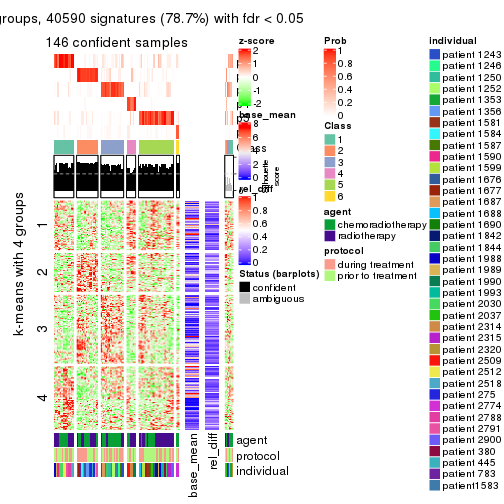 groups, 40590 signatures (78.7%) with fdr < 0.05
146 confident samples
k-means with 4 groups
1
2
3
4
agent
protocol
individual
base_mean
rel_diff
z-score
2
1
0
-1
-2
base_mean
8
6
4
2
0
rel_diff
1
0.8
0.6
0.4
0.2
0
Status (barplots)
confident
ambiguous
Silhouette
score
Prob
1
0.8
0.6
0.4
0.2
0
Class
1
2
3
4
5
6
agent
chemoradiotherapy
radiotherapy
protocol
during treatment
prior to treatment
individual
patient 1243
patient 1246
patient 1250
patient 1252
patient 1353
patient 1356
patient 1581
patient 1584
patient 1587
patient 1590
patient 1599
patient 1676
patient 1677
patient 1687
patient 1688
patient 1690
patient 1842
patient 1844
patient 1988
patient 1989
patient 1990
patient 1993
patient 2030
patient 2037
patient 2314
patient 2315
patient 2320
patient 2509
patient 2512
patient 2518
patient 275
patient 2774
patient 2788
patient 2791
patient 2900
patient 380
patient 445
patient 783
patient1583